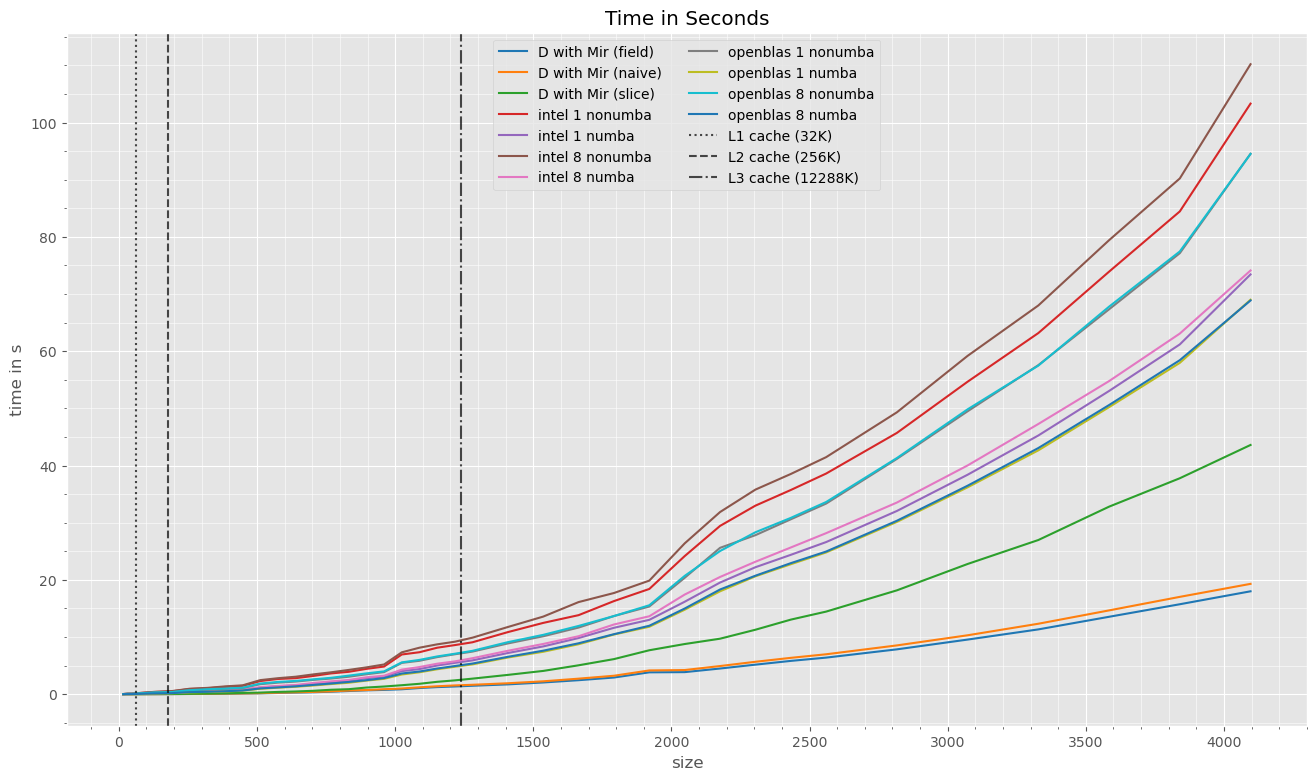 Time in Seconds
D with Mir (field)
D with Mir (naive)
D with Mir (slice)
intel 1 nonumba
intel 1 numba
intel 8 nonumba
intel 8 numba
openblas 1 nonumba
openblas 1 numba
openblas 8 nonumba
openblas 8 numba
L1 cache (32K)
L2 cache (256K)
L3 cache (12288K)
time in s
100
80
60
40
20
0
0 500 1000 1500 2000 2500 3000 3500 4000
size